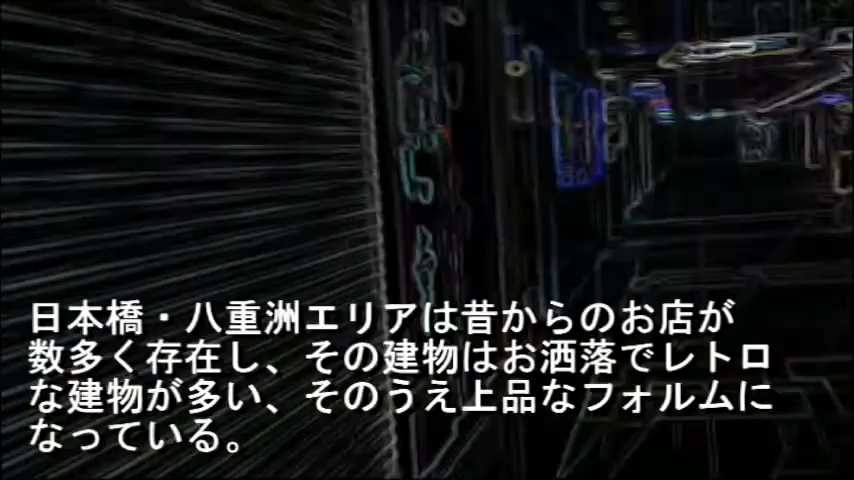 日本橋・八重洲エリアは昔からのお店が
数多く存在し、その建物はお洒落でレトロ
な建物が多い、そのうえ上品なフォルムに
なっている。